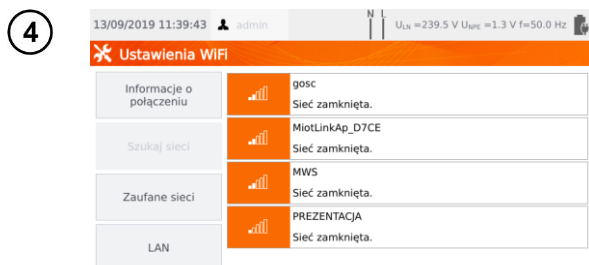 4
13/09/2019 11:39:43 admin N L ULN =239.5 V UNPE =1.3 V f=50.0 Hz
Ustawienia WiFi
Informacje o
połączeniu
Szukaj sieci
Zaufane sieci
LAN
gosc
Sieć zamknięta.
MiotLinkAp_D7CE
Sieć zamknięta.
MWS
Sieć zamknięta.
PREZENTACJA
Sieć zamknięta.